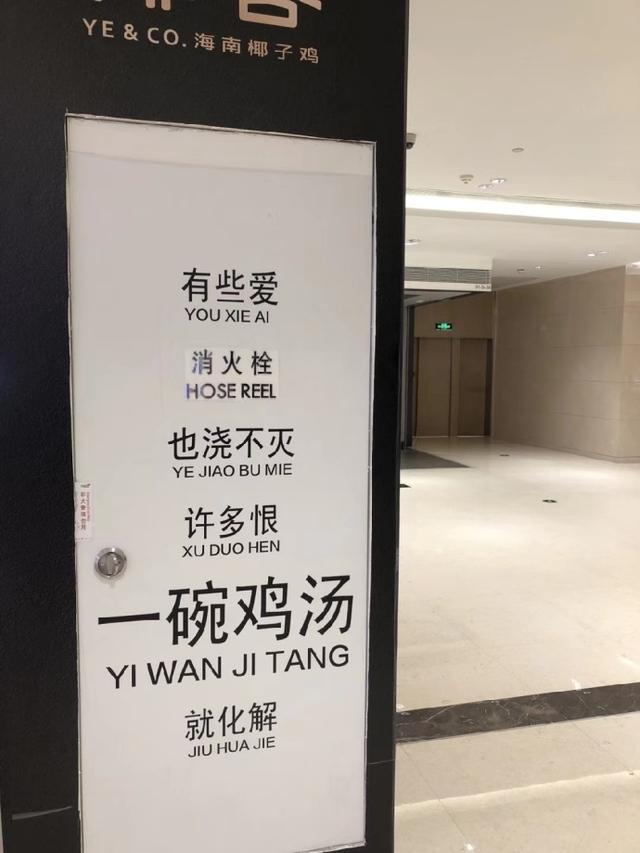 YE & CO. 海南椰子鸡
有些爱
YOU XIE AI
消火栓
HOSE REEL
也浇不灭
YE JIAO BU MIE
许多恨
XU DUO HEN
一碗鸡汤
YI WAN JI TANG
就化解
JIU HUA JIE